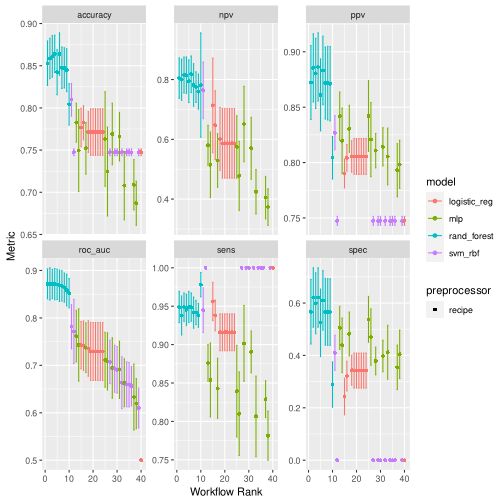 accuracy
npv
ppv
0.90
0.85
0.80
0.75
0.70
0.65
0.8
0.6
0.4
0.90
0.85
0.80
0.75
roc_auc
sens
spec
0.9
0.8
0.7
0.6
0.5
1.00
0.95
0.90
0.85
0.80
0.75
0.6
0.4
0.2
0.0
0 10 20 30 40
0 10 20 30 40
0 10 20 30 40
Metric
Workflow Rank
model
logistic_reg
mlp
rand_forest
svm_rbf
preprocessor
recipe